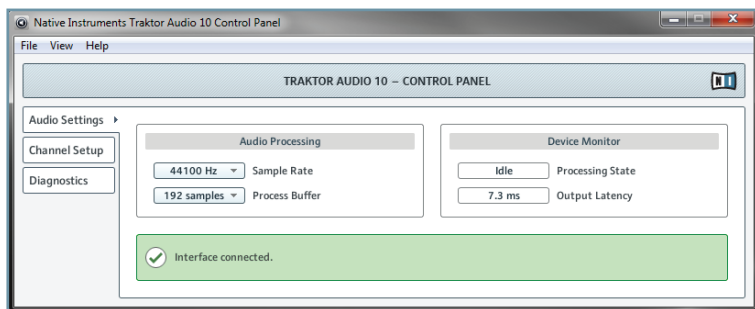 Native Instruments Traktor Audio 10 Control Panel
File View Help
TRAKTOR AUDIO 10 – CONTROL PANEL
NI
Audio Settings
Channel Setup
Diagnostics
Audio Processing
44100 Hz Sample Rate
192 samples Process Buffer
Device Monitor
Idle Processing State
7.3 ms Output Latency
Interface connected.